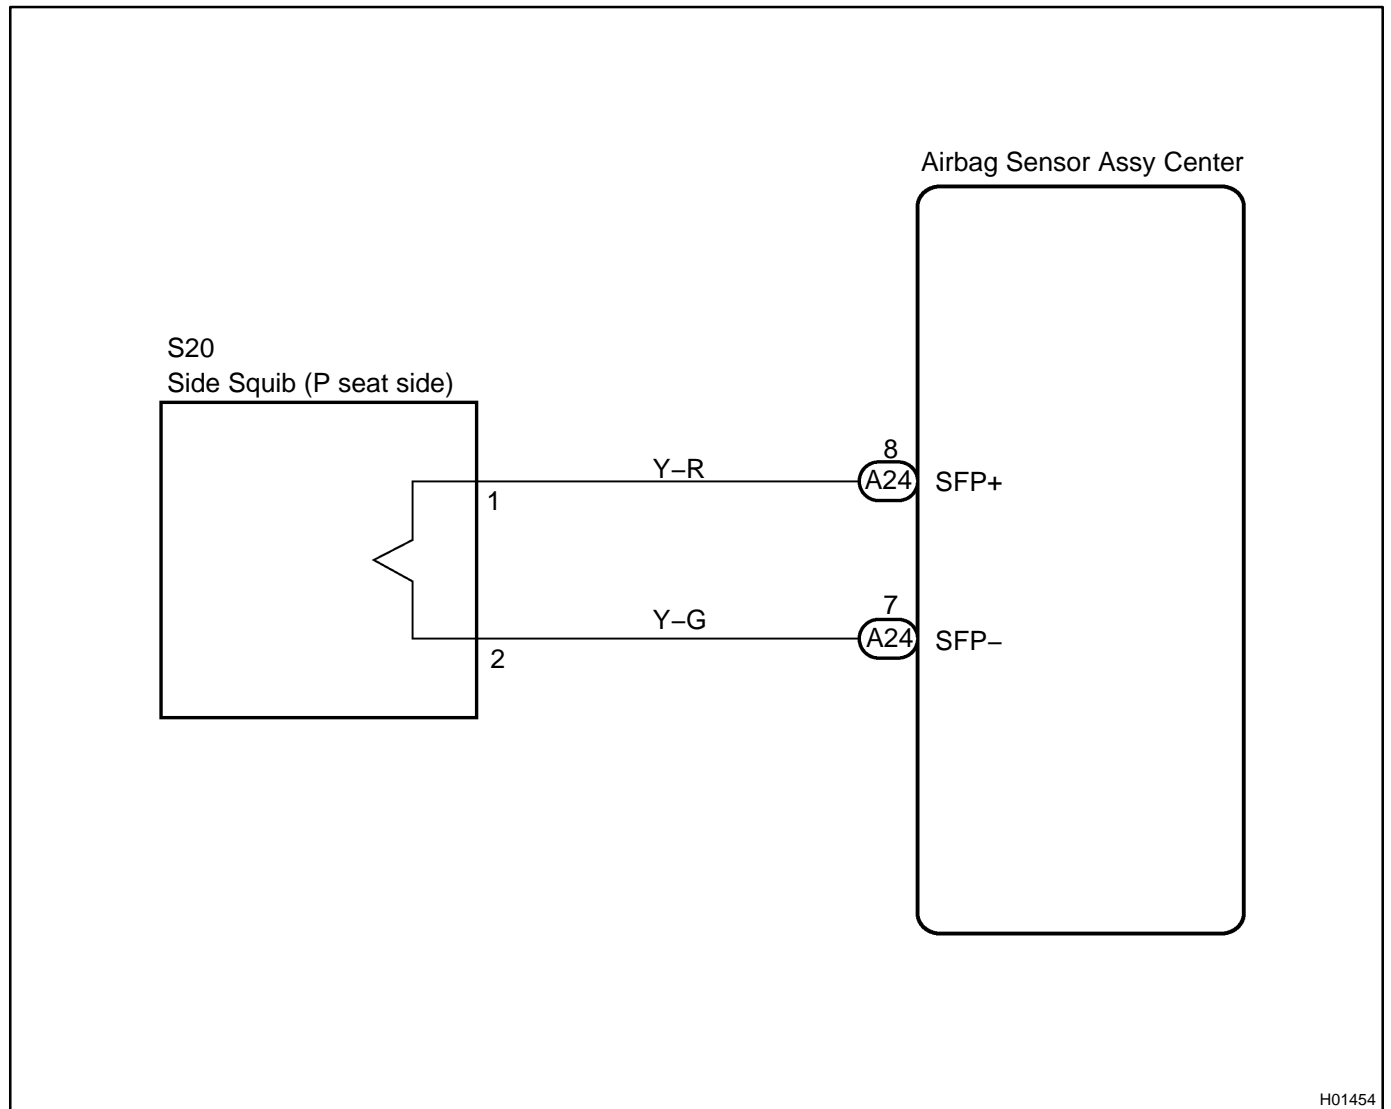 Airbag Sensor Assy Center
S20
Side Squib (P seat side)
Y–R
1
8
A24
SFP+
Y–G
2
7
A24
SFP–
H01454